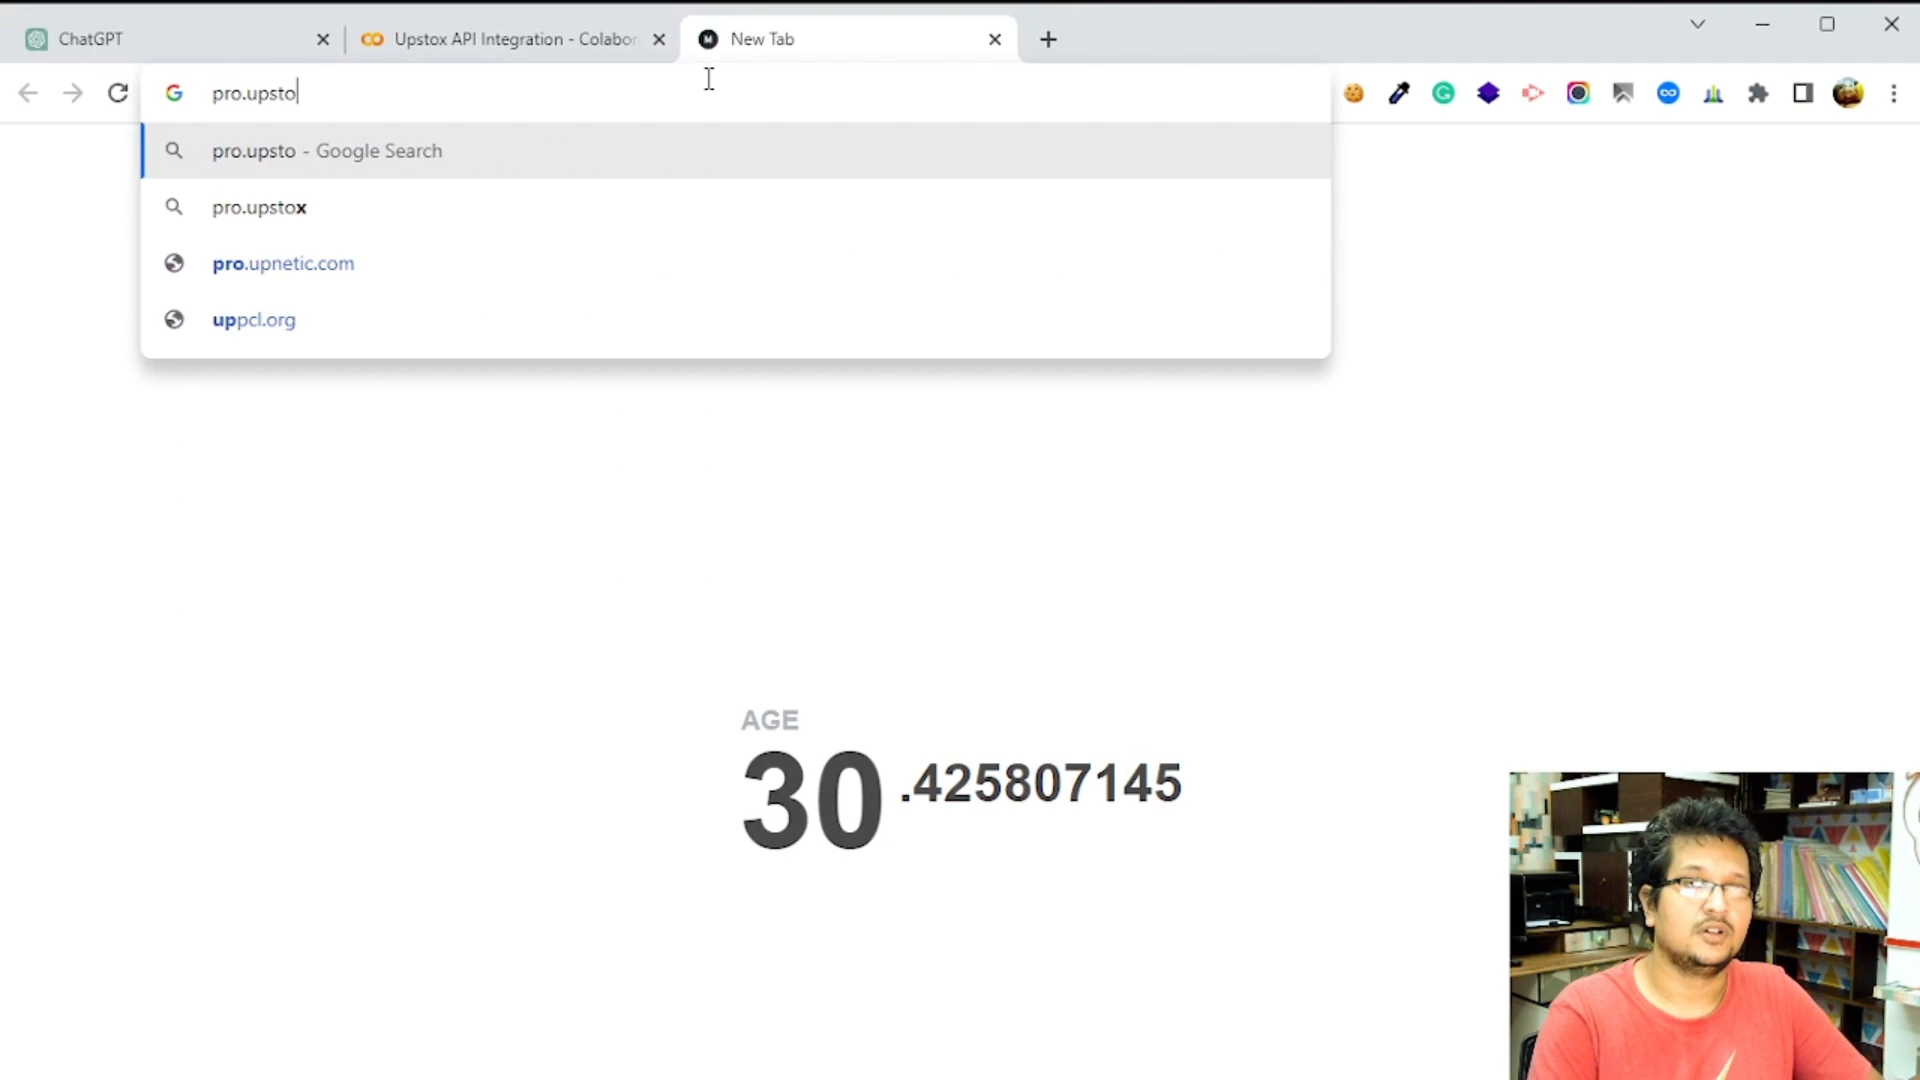 ChatGPT
Upstox API Integration - Colabor
New Tab
pro.upsto
pro.upsto - Google Search
pro.upstox
pro.upnetic.com
uppcl.org
AGE
30.425807145